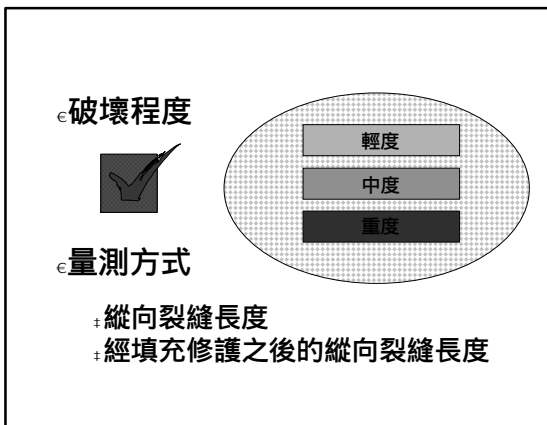 €破壞程度
輕度
中度
重度
€量測方式
‡縱向裂縫長度
‡經填充修護之後的縱向裂縫長度